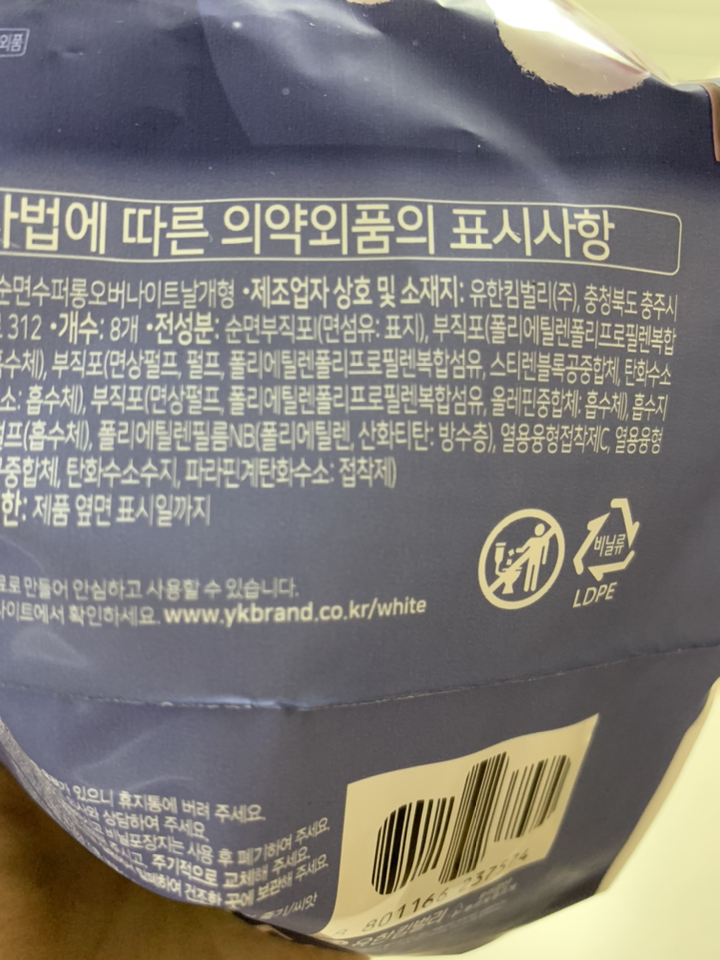 외품
사법에 따른 의약외품의 표시사항
순면수퍼롱오버나이트날개형 •제조업자 상호 및 소재지: 유한킴벌리(주), 충청북도 충주시
312 •개수: 8개 •전성분: 순면부직포(면섬유: 표지), 부직포(폴리에틸렌폴리프로필렌복합
흡수체), 부직포(면상펄프, 펄프, 폴리에틸렌폴리프로필렌복합섬유, 스티렌블록공중합체, 탄화수소
소: 흡수체), 부직포(면상펄프, 폴리에틸렌폴리프로필렌복합섬유, 올레핀중합체: 흡수체), 흡수지
펄프(흡수체), 폴리에틸렌필름NB(폴리에틸렌, 산화티탄: 방수층), 열용융형접착제C, 열용융형
중합체, 탄화수소수지, 파라핀계탄화수소: 접착제)
한: 제품 옆면 표시일까지
비닐류
LDPE
료로 만들어 안심하고 사용할 수 있습니다.
사이트에서 확인하세요. www.ykbrand.co.kr/white
있으니 휴지통에 버려 주세요.
상담하여 주세요.
비닐포장지는 사용 후 폐기하여 주세요.
주기적으로 교체해 주세요.
건조한 곳에 보관해 주세요.
8 801166 237574
유한킴벌리